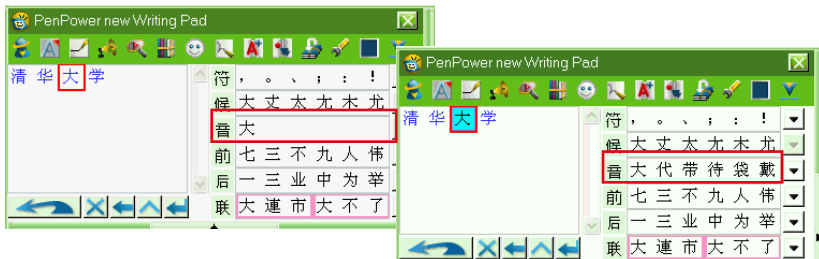 PenPower new Writing Pad
清 华 大 学
符 , 。 、 ; : !
候 大 丈 太 尢 木 尤
音 大
前 七 三 不 九 人 伟
后 一 三 业 中 为 举
联 大 連 市 大 不 了
PenPower new Writing Pad
清 华 大 学
符 , 。 、 ; : !
候 大 丈 太 尢 木 尤
音 大 代 带 待 袋 戴
前 七 三 不 九 人 伟
后 一 三 业 中 为 举
联 大 連 市 大 不 了